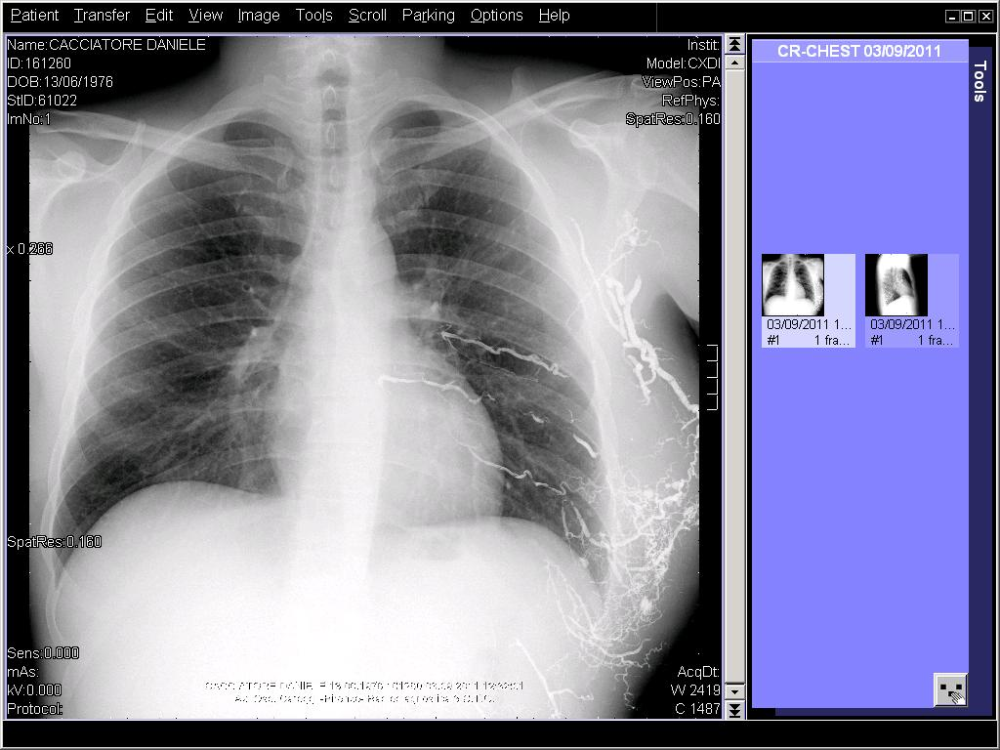 Patient Transfer Edit View Image Tools Scroll Parking Options Help
Name:CACCIATORE DANIELE
ID:161260
DOB:13/06/1976
StID:61022
ImNo:1
Instit:
Model:CXDI
ViewPos:PA
RefPhys:
SpatRes:0.160
x 0.266
SpatRes:0.160
Sens:0.000
mAs:
kV:0.000
Protocol:
CACCIATORE DANIELE
AcqDt:
W 2419
C 1487
CR-CHEST 03/09/2011
Tools
03/09/2011 1...
#1 1 fra...
03/09/2011 1...
#1 1 fra...